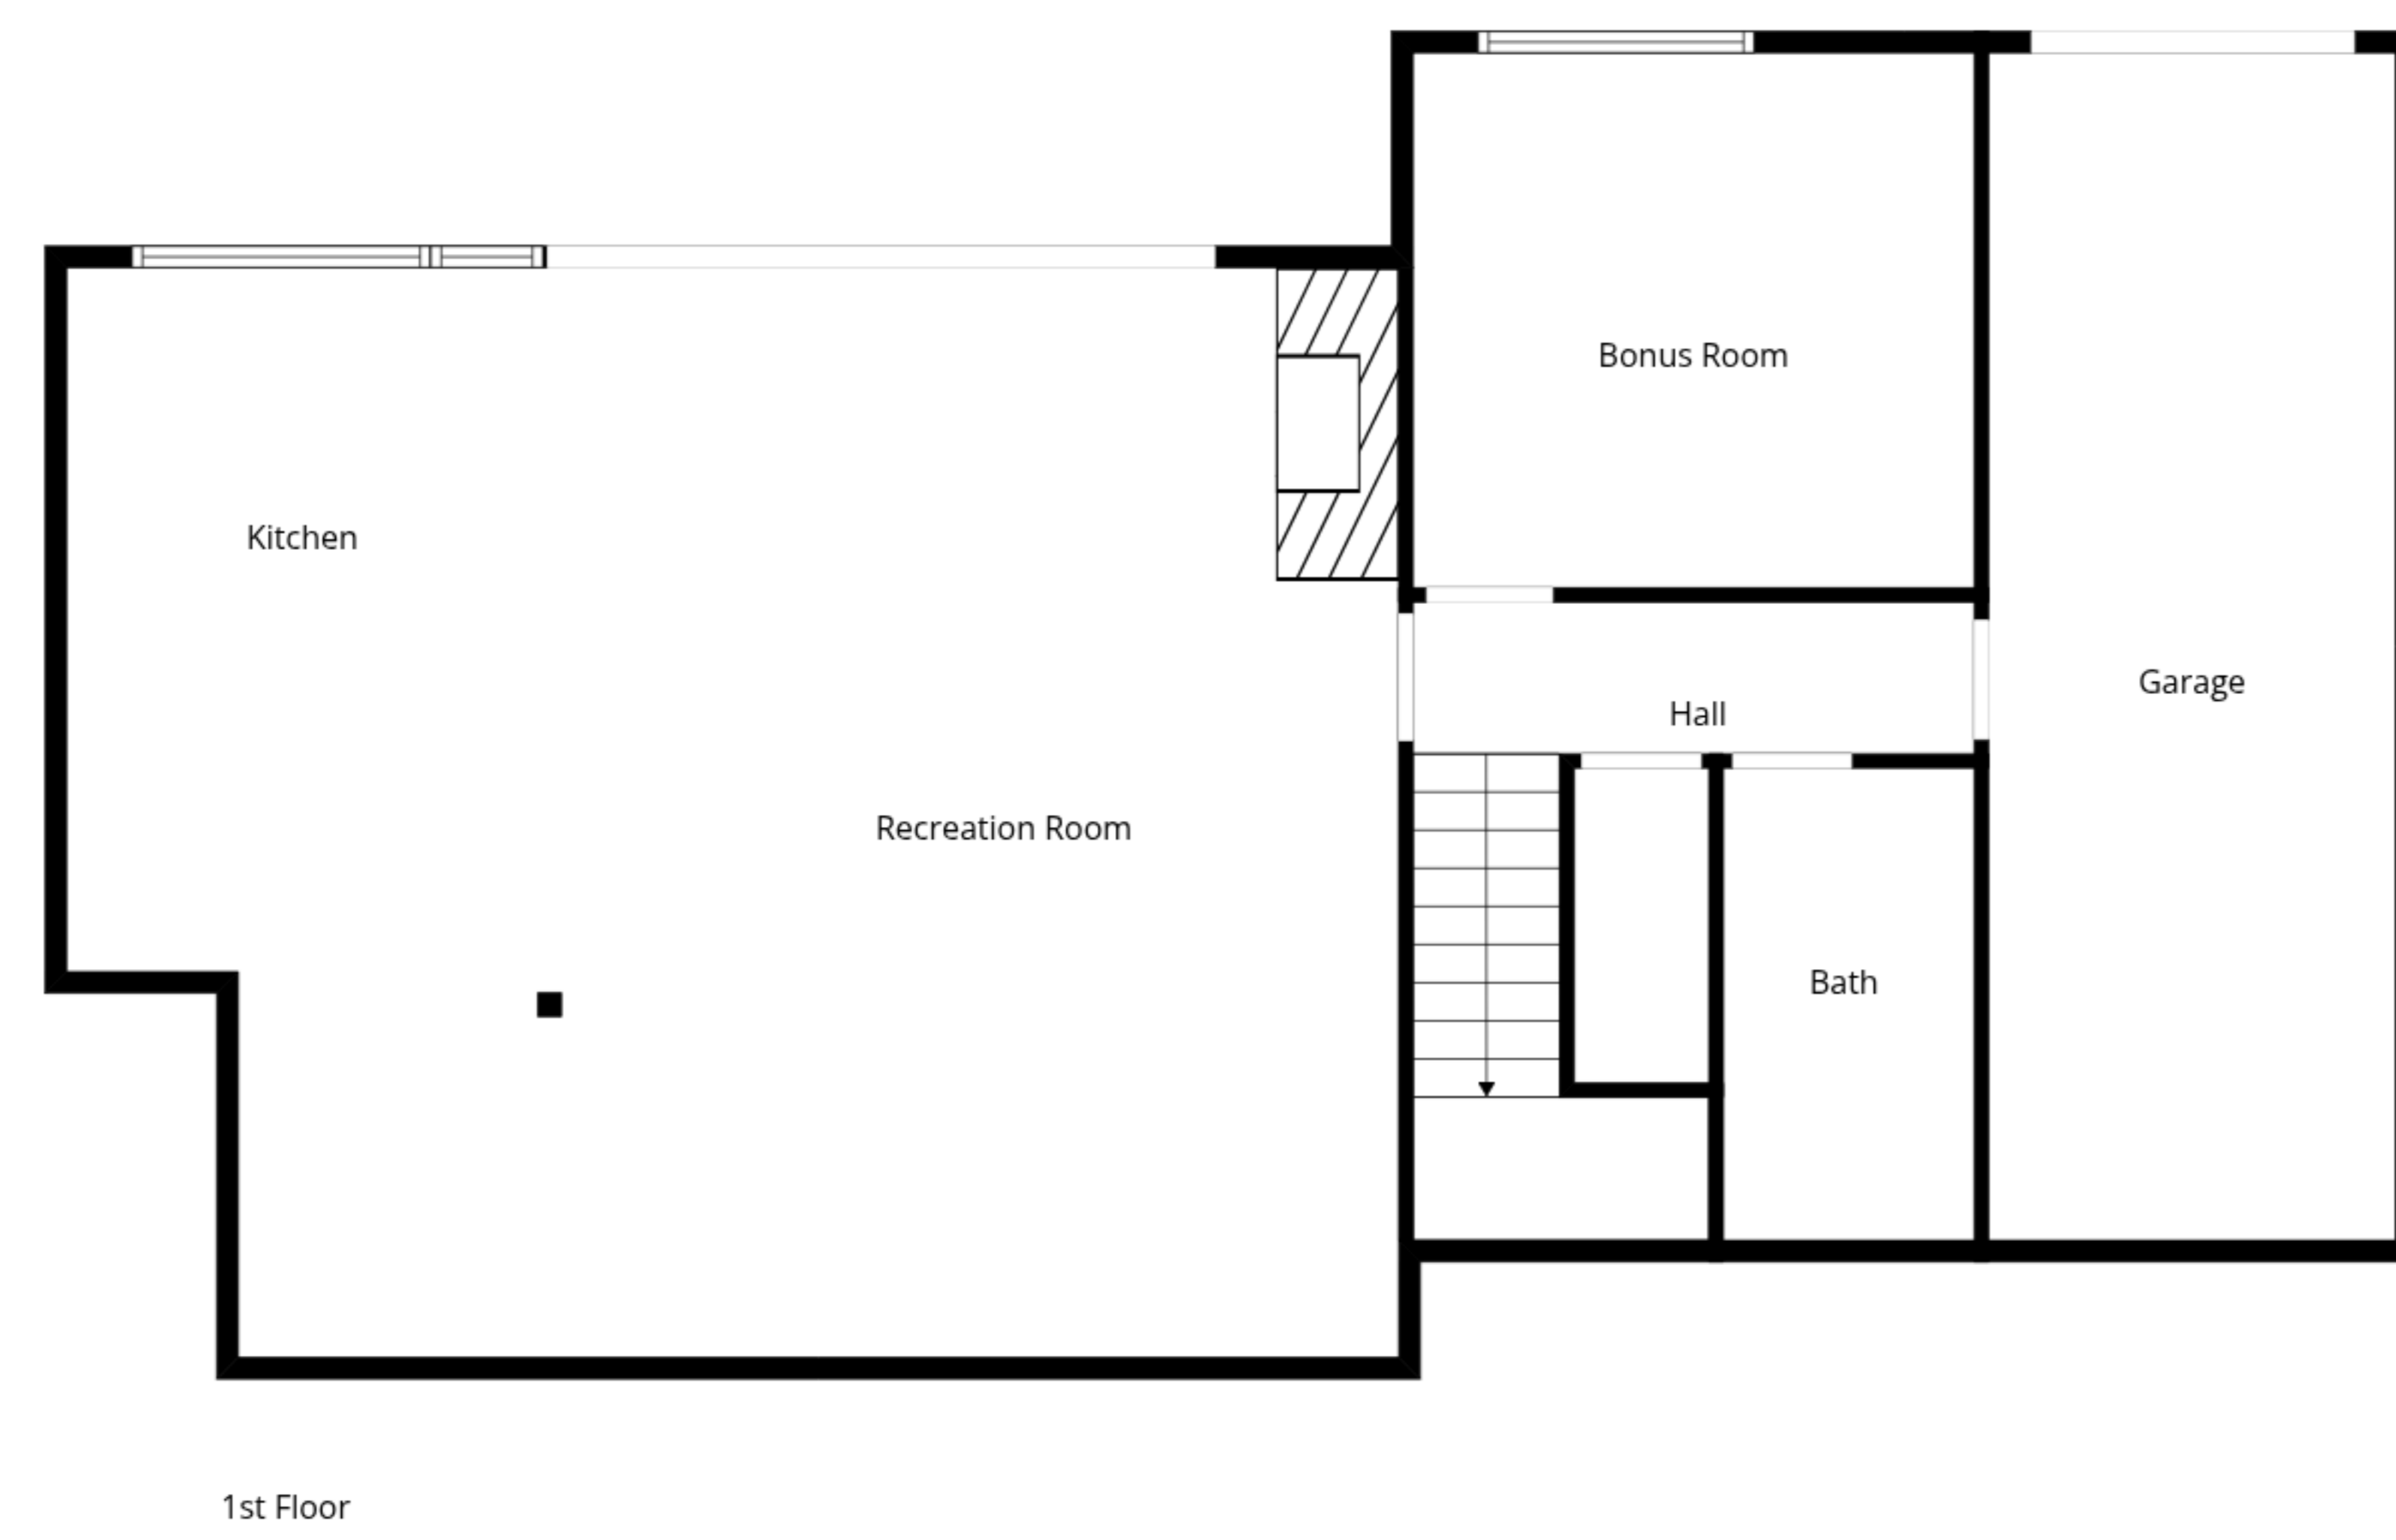 Bonus Room
Kitchen
Garage
Hall
Recreation Room
Bath
1st Floor